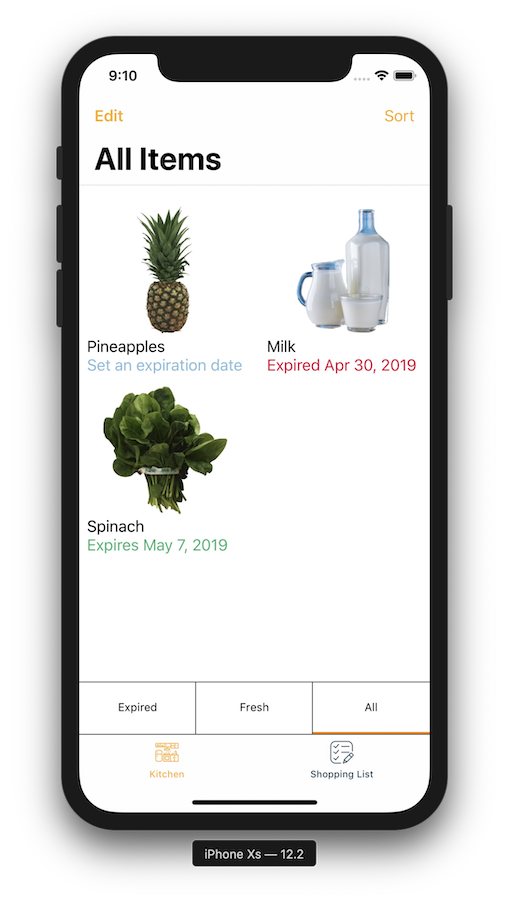 9:10
Edit
Sort
All Items
Pineapples
Set an expiration date
Milk
Expired Apr 30, 2019
Spinach
Expires May 7, 2019
Expired
Fresh
All
Kitchen
Shopping List
iPhone Xs — 12.2